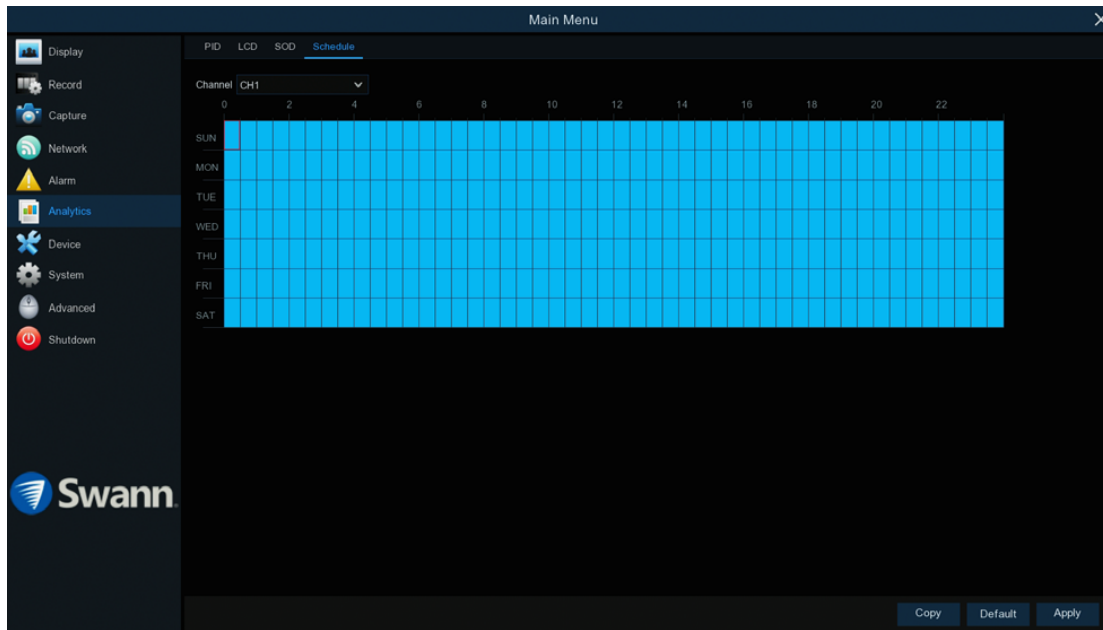 Main Menu
Display
Record
Capture
Network
Alarm
Analytics
Device
System
Advanced
Shutdown
Swann
PID LCD SOD Schedule
Channel CH1
0 2 4 6 8 10 12 14 16 18 20 22
SUN
MON
TUE
WED
THU
FRI
SAT
Copy Default Apply